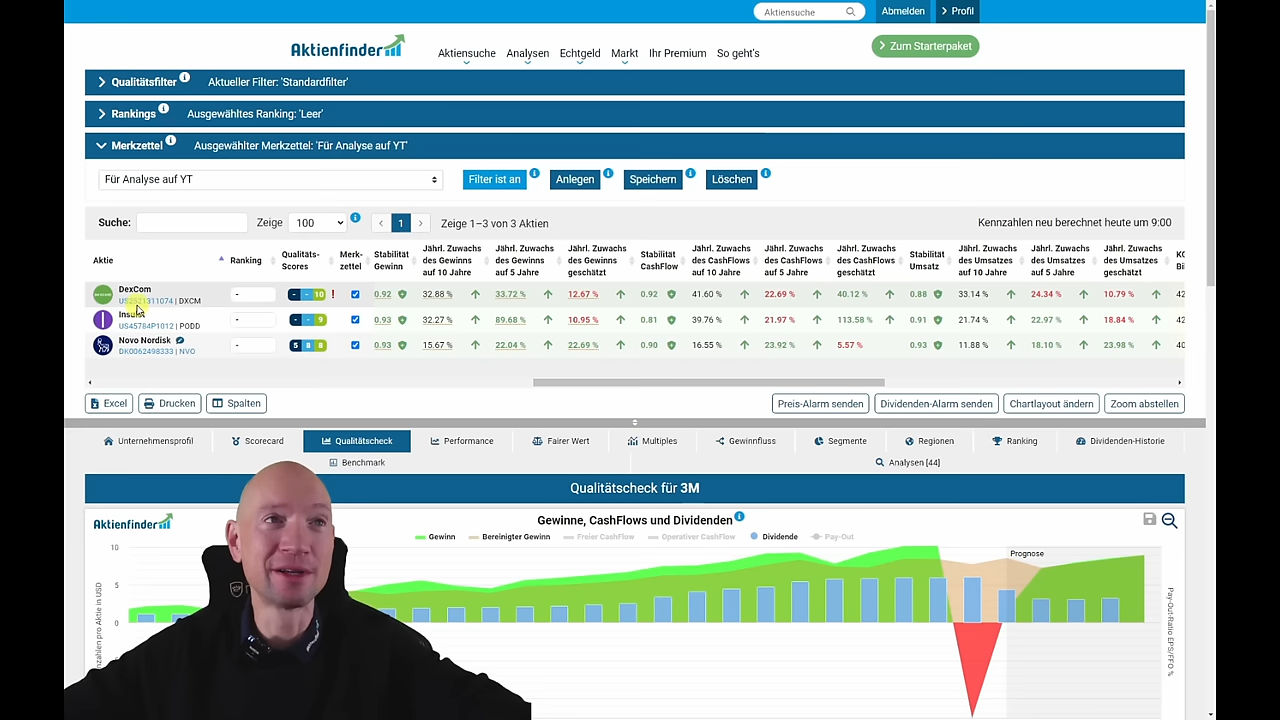 Aktiensuche
Abmelden
Profil
Aktienfinder
Aktiensuche Analysen Echtgeld Markt Ihr Premium So geht's
Zum Starterpaket
Qualitätsfilter Aktueller Filter: 'Standardfilter'
Rankings Ausgewähltes Ranking: 'Leer'
Merkzettel Ausgewählter Merkzettel: 'Für Analyse auf YT'
Für Analyse auf YT Filter ist an Anlegen Speichern Löschen
Suche: Zeige 100 1 Zeige 1–3 von 3 Aktien Kennzahlen neu berechnet heute um 9:00
Aktie Ranking Qualitäts-Scores Merk-zettel Stabilität Gewinn Jährl. Zuwachs des Gewinns auf 10 Jahre Jährl. Zuwachs des Gewinns auf 5 Jahre Jährl. Zuwachs des Gewinns geschätzt Stabilität CashFlow Jährl. Zuwachs des CashFlows auf 10 Jahre Jährl. Zuwachs des CashFlows auf 5 Jahre Jährl. Zuwachs des CashFlows geschätzt Stabilität Umsatz Jährl. Zuwachs des Umsatzes auf 10 Jahre Jährl. Zuwachs des Umsatzes auf 5 Jahre Jährl. Zuwachs des Umsatzes geschätzt
DexCom
| DXCM - - - 10 ! 0.92 32.88 % 33.72 % 12.67 % 0.92 41.60 % 22.69 % 40.12 % 0.88 33.14 % 24.34 % 10.79 % 42
US45784P1012 | PODD - - - 9 0.93 32.27 % 89.68 % 10.95 % 0.81 39.76 % 21.97 % 113.58 % 0.91 21.74 % 22.97 % 18.84 % 42
Novo Nordisk
DK0062498333 | NVO - 5 8 8 0.93 15.67 % 22.04 % 22.69 % 0.90 16.55 % 23.92 % 5.57 % 0.93 11.88 % 18.10 % 23.98 % 40
Excel Drucken Spalten Preis-Alarm senden Dividenden-Alarm senden Chartlayout ändern Zoom abstellen
Unternehmensprofil Scorecard Qualitätscheck Performance Fairer Wert Multiples Gewinnfluss Segmente Regionen Ranking Dividenden-Historie
Benchmark Analysen [44]
Qualitätscheck für 3M
Aktienfinder
Gewinne, CashFlows und Dividenden
Gewinn Bereinigter Gewinn Freier CashFlow Operativer CashFlow Dividende Pay-Out
10
Prognose
5
0
pro Aktie in USD
Pay-Out-Ratio EPS/FFO %